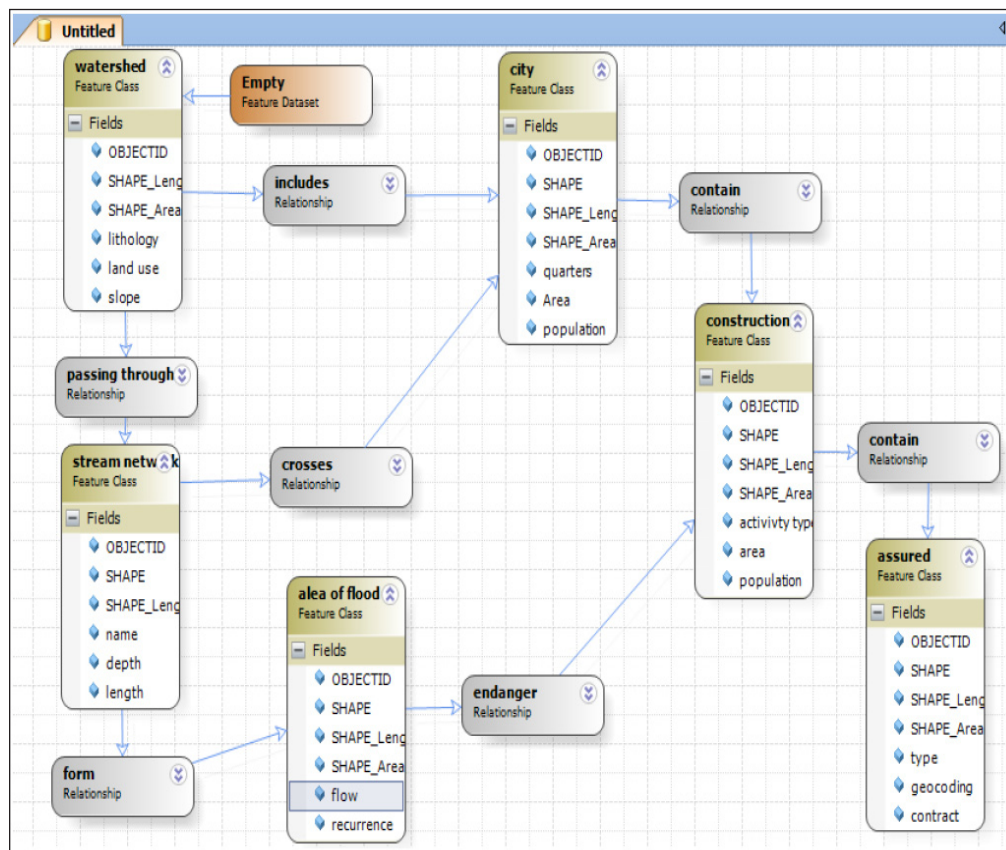 Untitled
watershed
Feature Class
Fields
OBJECTID
SHAPE_Leng
SHAPE_Area
lithology
land use
slope
Empty
Feature Dataset
includes
Relationship
city
Feature Class
Fields
OBJECTID
SHAPE
SHAPE_Leng
SHAPE_Area
quarters
Area
population
contain
Relationship
passing through
Relationship
construction
Feature Class
Fields
OBJECTID
SHAPE
SHAPE_Leng
SHAPE_Area
activivty type
area
population
stream network
Feature Class
Fields
OBJECTID
SHAPE
SHAPE_Leng
name
depth
length
crosses
Relationship
contain
Relationship
alea of flood
Feature Class
Fields
OBJECTID
SHAPE
SHAPE_Leng
SHAPE_Area
flow
recurrence
endanger
Relationship
assured
Feature Class
Fields
OBJECTID
SHAPE
SHAPE_Leng
SHAPE_Area
type
geocoding
contract
form
Relationship